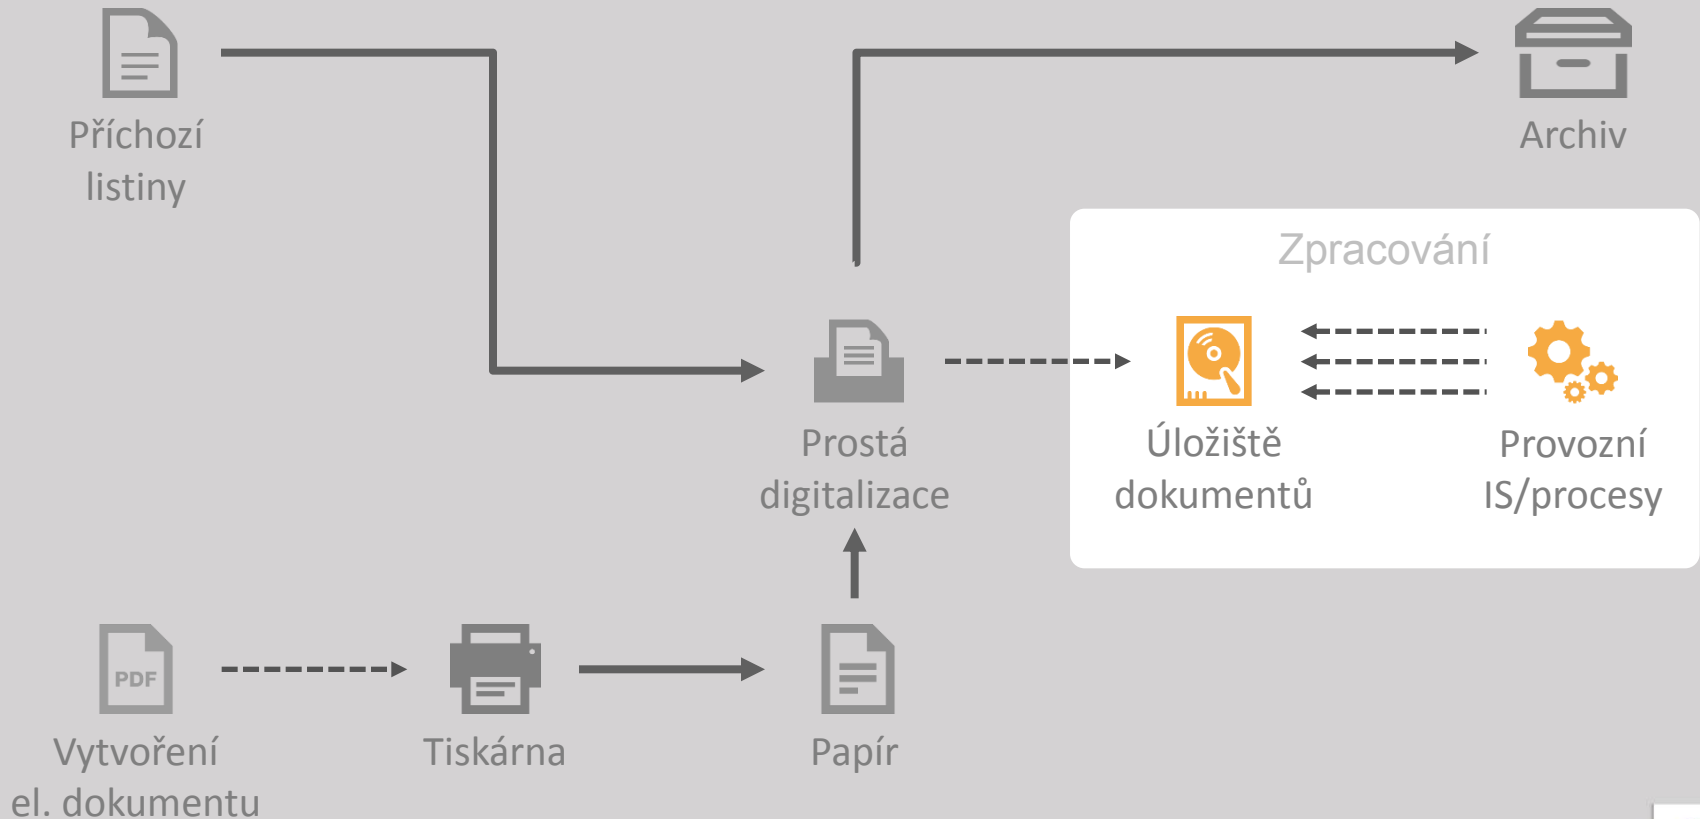 Příchozí
listiny
Archiv
Zpracování
Prostá
digitalizace
Úložiště
dokumentů
Provozní
IS/procesy
PDF
Vytvoření
el. dokumentu
Tiskárna
Papír